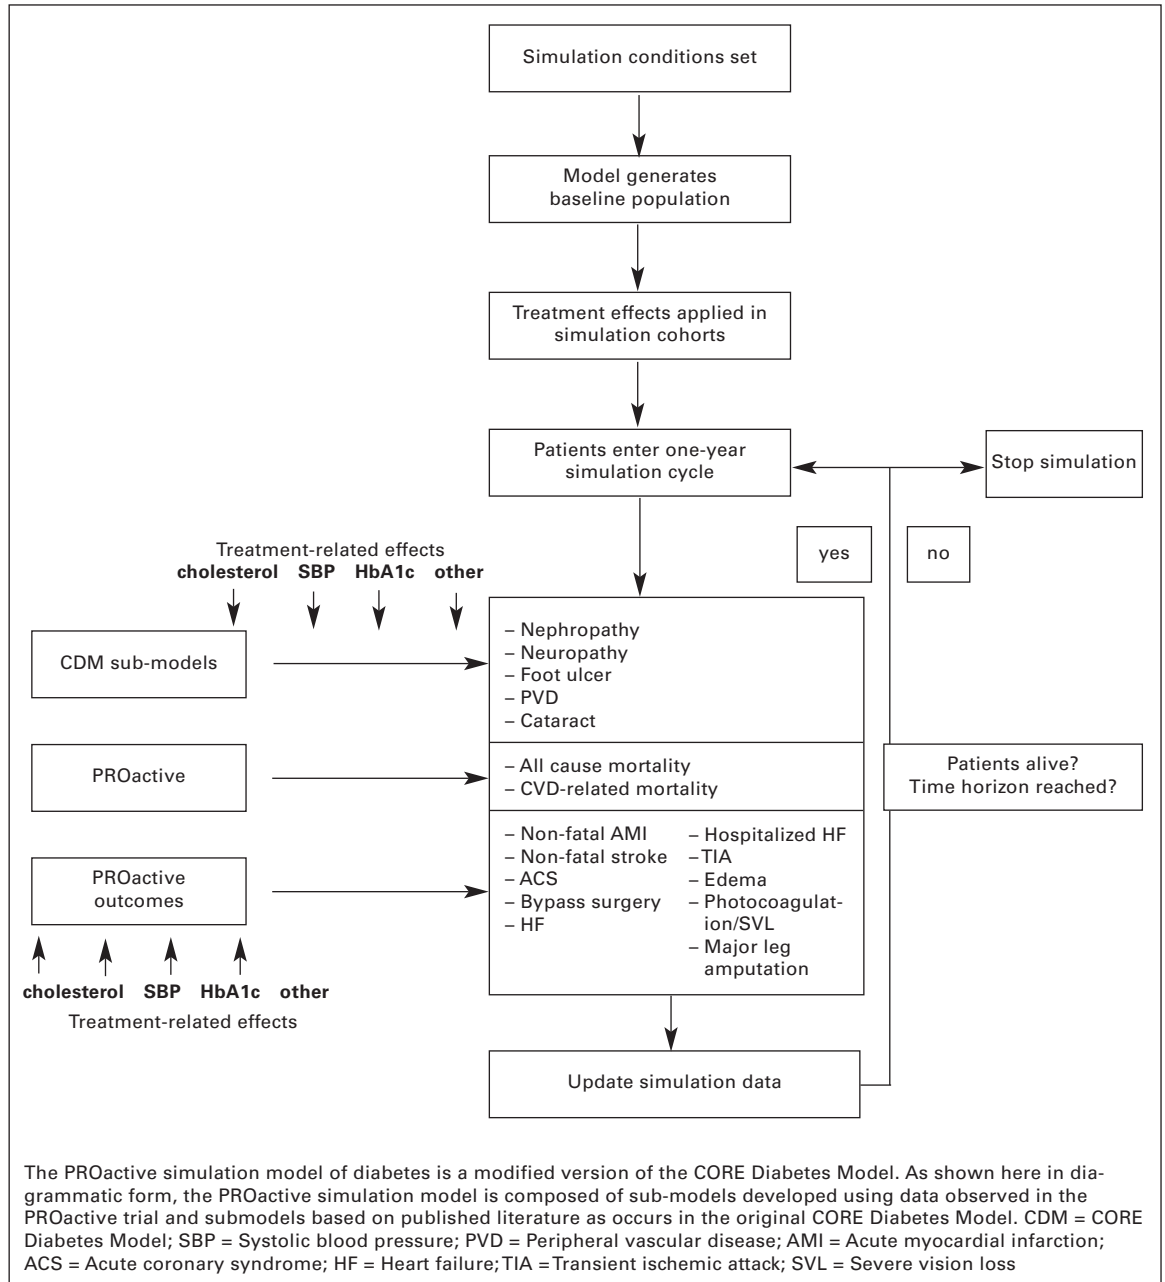 Simulation conditions set
Model generates
baseline population
Treatment effects applied in
simulation cohorts
Patients enter one-year
simulation cycle
Stop simulation
yes
no
Treatment-related effects
cholesterol SBP HbA1c other
CDM sub-models
– Nephropathy
– Neuropathy
– Foot ulcer
– PVD
– Cataract
PROactive
– All cause mortality
– CVD-related mortality
Patients alive?
Time horizon reached?
PROactive
outcomes
– Non-fatal AMI
– Non-fatal stroke
– ACS
– Bypass surgery
– HF
– Hospitalized HF
– TIA
– Edema
– Photocoagulat-
ion/SVL
– Major leg
amputation
cholesterol SBP HbA1c other
Treatment-related effects
Update simulation data
The PROactive simulation model of diabetes is a modified version of the CORE Diabetes Model. As shown here in dia-
grammatic form, the PROactive simulation model is composed of sub-models developed using data observed in the
PROactive trial and submodels based on published literature as occurs in the original CORE Diabetes Model. CDM = CORE
Diabetes Model; SBP = Systolic blood pressure; PVD = Peripheral vascular disease; AMI = Acute myocardial infarction;
ACS = Acute coronary syndrome; HF = Heart failure; TIA = Transient ischemic attack; SVL = Severe vision loss